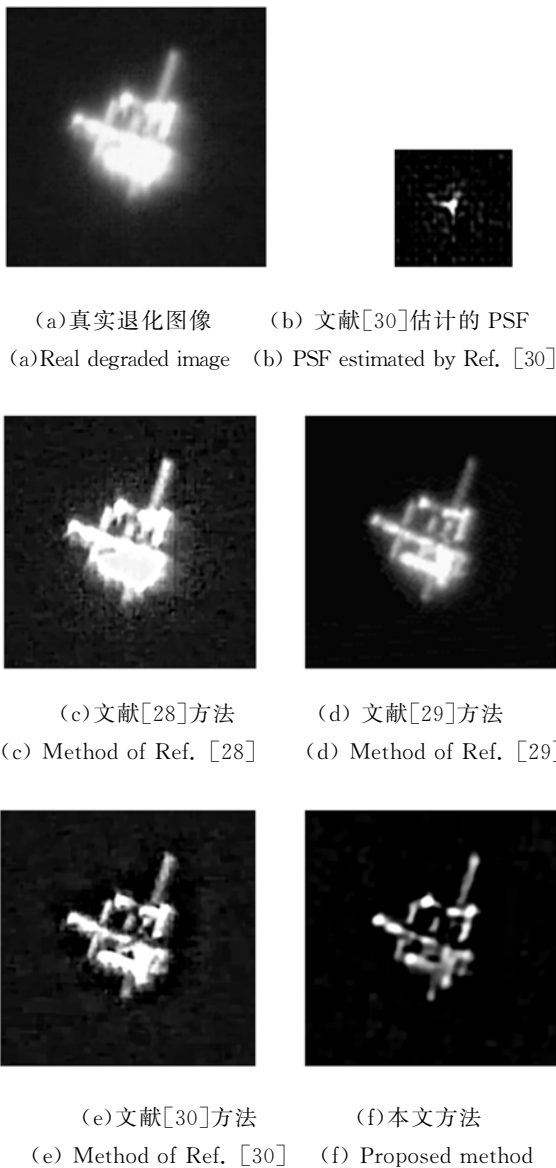 (a)真实退化图像 (b) 文献[30]估计的 PSF
(a)Real degraded image (b) PSF estimated by Ref. [30]
(c)文献[28]方法 (d) 文献[29]方法
(c) Method of Ref. [28] (d) Method of Ref. [29]
(e)文献[30]方法 (f)本文方法
(e) Method of Ref. [30] (f) Proposed method